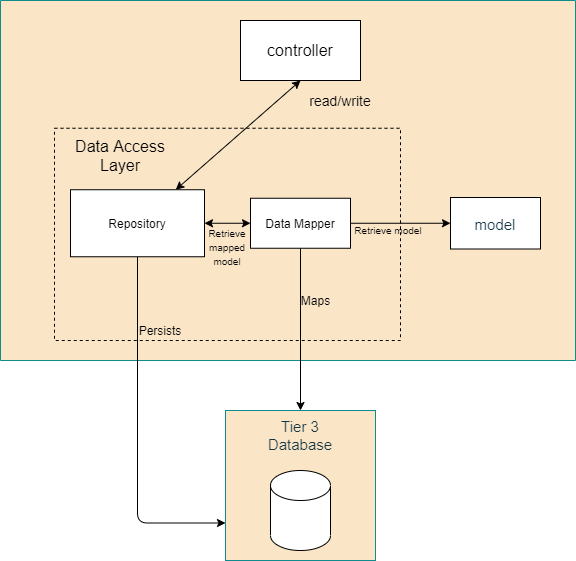 controller
read/write
Data Access
Layer
Repository
Retrieve
mapped
model
Data Mapper
Retrieve model
model
Maps
Persists
Tier 3
Database